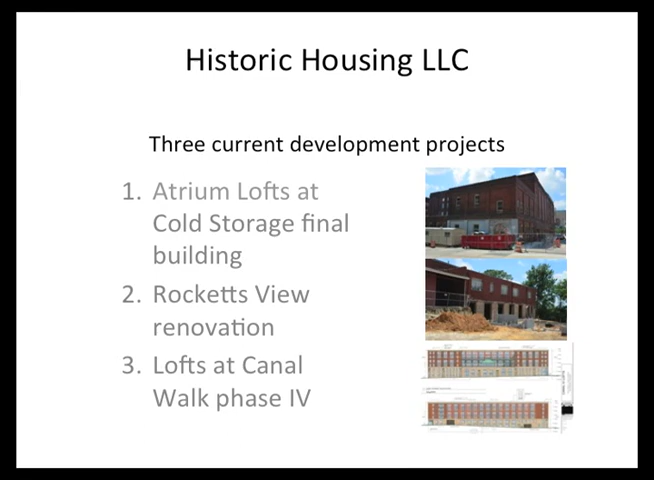 Historic Housing LLC
Three current development projects
1. Atrium Lofts at
Cold Storage final
building
2. Rocketts View
renovation
3. Lofts at Canal
Walk phase IV